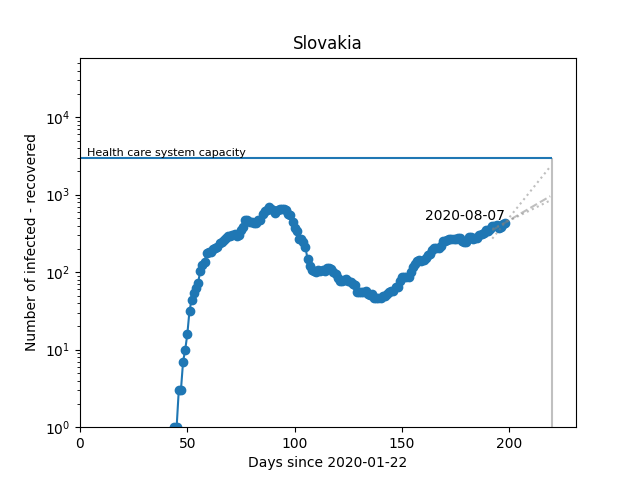 Slovakia
Number of infected - recovered
10^4
10^3
10^2
10^1
10^0
Health care system capacity
2020-08-07
0 50 100 150 200
Days since 2020-01-22